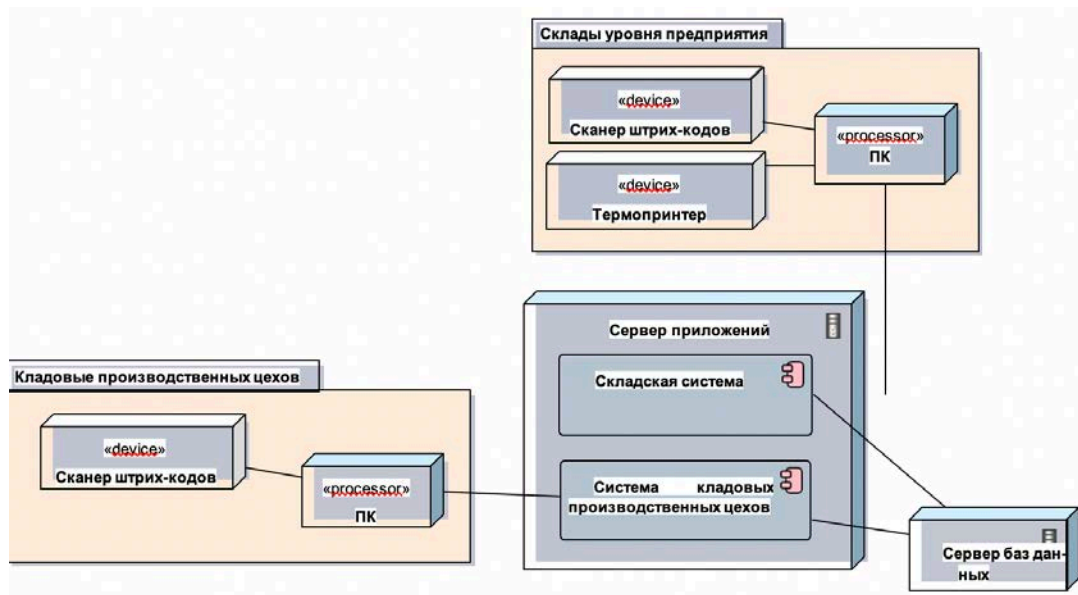 Склады уровня предприятия
«device»
Сканер штрих-кодов
«processor»
ПК
«device»
Термопринтер
Сервер приложений
Складская система
Кладовые производственных цехов
«device»
Сканер штрих-кодов
«processor»
ПК
Система кладовых
производственных цехов
Сервер баз дан-
ных